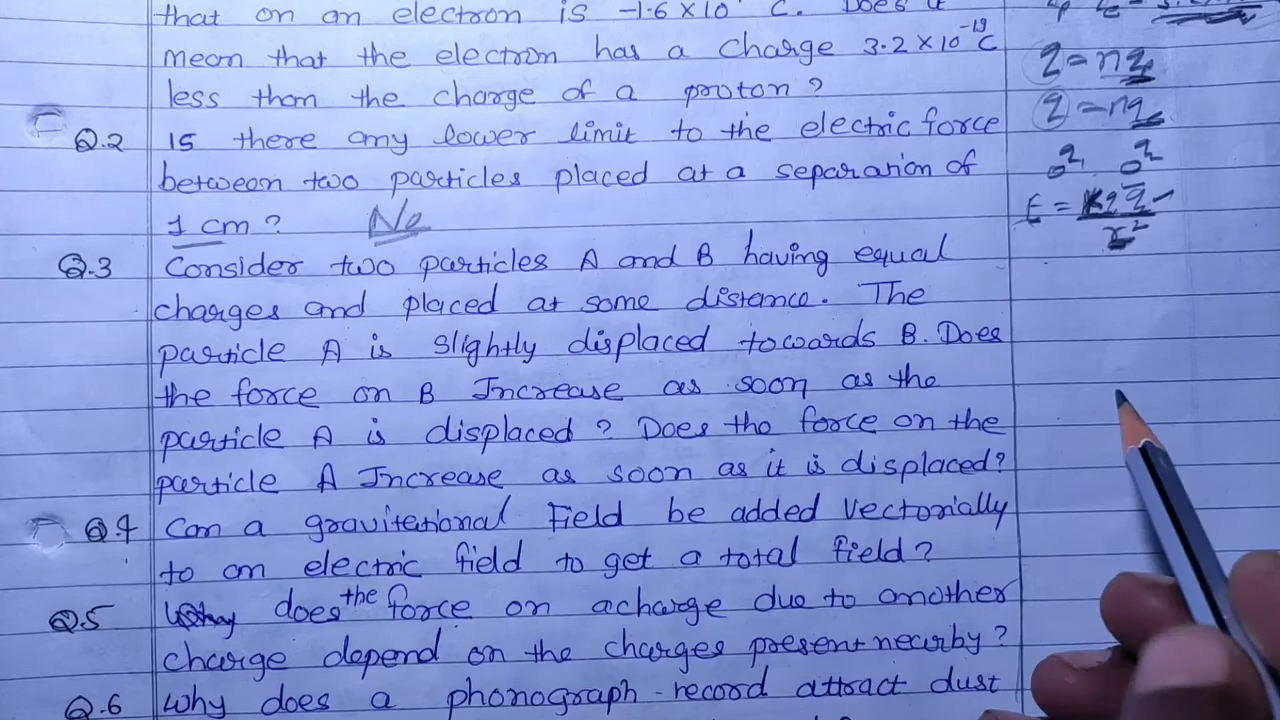 that on an electron is -1.6 × 10 C. Does it
mean that the electron has a charge 3.2 × 10⁻¹⁹C
less than the charge of a proton?
Q.2 Is there any lower limit to the electric force
between two particles placed at a separation of
1 cm? No
Q.3 Consider two particles A and B having equal
charges and placed at some distance. The
particle A is slightly displaced towards B. Does
the force on B Increase as soon as the
particle A is displaced? Does the force on the
particle A Increase as soon as it is displaced?
Q.4 Can a gravitational Field be added vectorially
to an electric field to get a total field?
Q.5 Why does the force on a charge due to another
charge depend on the charges present nearby?
Q.6 Why does a phonograph-record attract dust